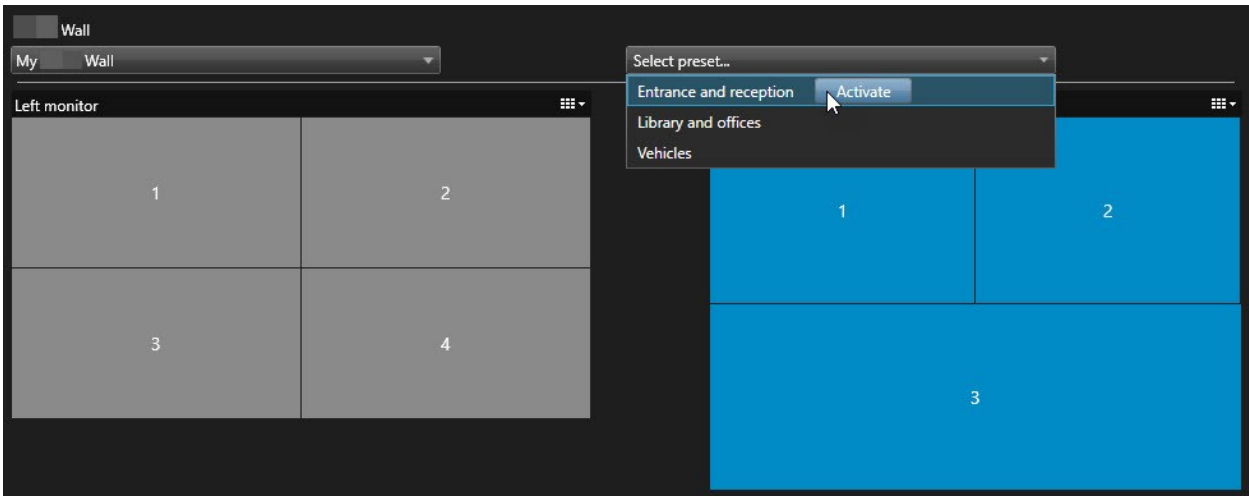 Wall
My Wall
Select preset...
Entrance and reception Activate
Library and offices
Vehicles
Left monitor
1 2
3 4
1 2
3